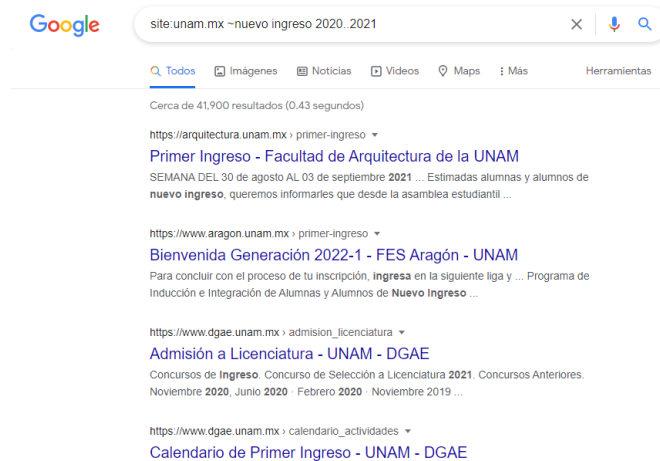 Google
site:unam.mx ~nuevo ingreso 2020..2021
Todos Imágenes Noticias Videos Maps Más Herramientas
Cerca de 41,900 resultados (0.43 segundos)
https://arquitectura.unam.mx › primer-ingreso
Primer Ingreso - Facultad de Arquitectura de la UNAM
SEMANA DEL 30 de agosto AL 03 de septiembre 2021 ... Estimadas alumnas y alumnos de
nuevo ingreso, queremos informarles que desde la asamblea estudiantil ...
https://www.aragon.unam.mx › primer-ingreso
Bienvenida Generación 2022-1 - FES Aragón - UNAM
Para concluir con el proceso de tu inscripción, ingresa en la siguiente liga y ... Programa de
Inducción e Integración de Alumnas y Alumnos de Nuevo Ingreso ...
https://www.dgae.unam.mx › admision_licenciatura
Admisión a Licenciatura - UNAM - DGAE
Concursos de Ingreso. Concurso de Selección a Licenciatura 2021. Concursos Anteriores.
Noviembre 2020, Junio 2020 · Febrero 2020 · Noviembre 2019 ...
https://www.dgae.unam.mx › calendario_actividades
Calendario de Primer Ingreso - UNAM - DGAE